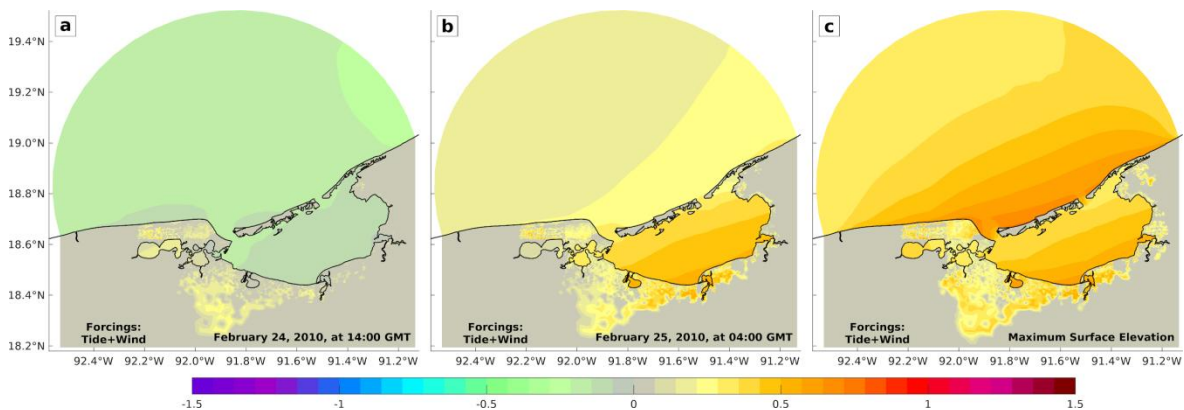 a
b
c
19.4°N
19.2°N
19.0°N
18.8°N
18.6°N
18.4°N
18.2°N
Forcings:
Tide+Wind
February 24, 2010, at 14:00 GMT
Forcings:
Tide+Wind
February 25, 2010, at 04:00 GMT
Forcings:
Tide+Wind
Maximum Surface Elevation
92.4°W 92.2°W 92.0°W 91.8°W 91.6°W 91.4°W 91.2°W
92.4°W 92.2°W 92.0°W 91.8°W 91.6°W 91.4°W 91.2°W
92.4°W 92.2°W 92.0°W 91.8°W 91.6°W 91.4°W 91.2°W
-1.5 -1 -0.5 0 0.5 1 1.5